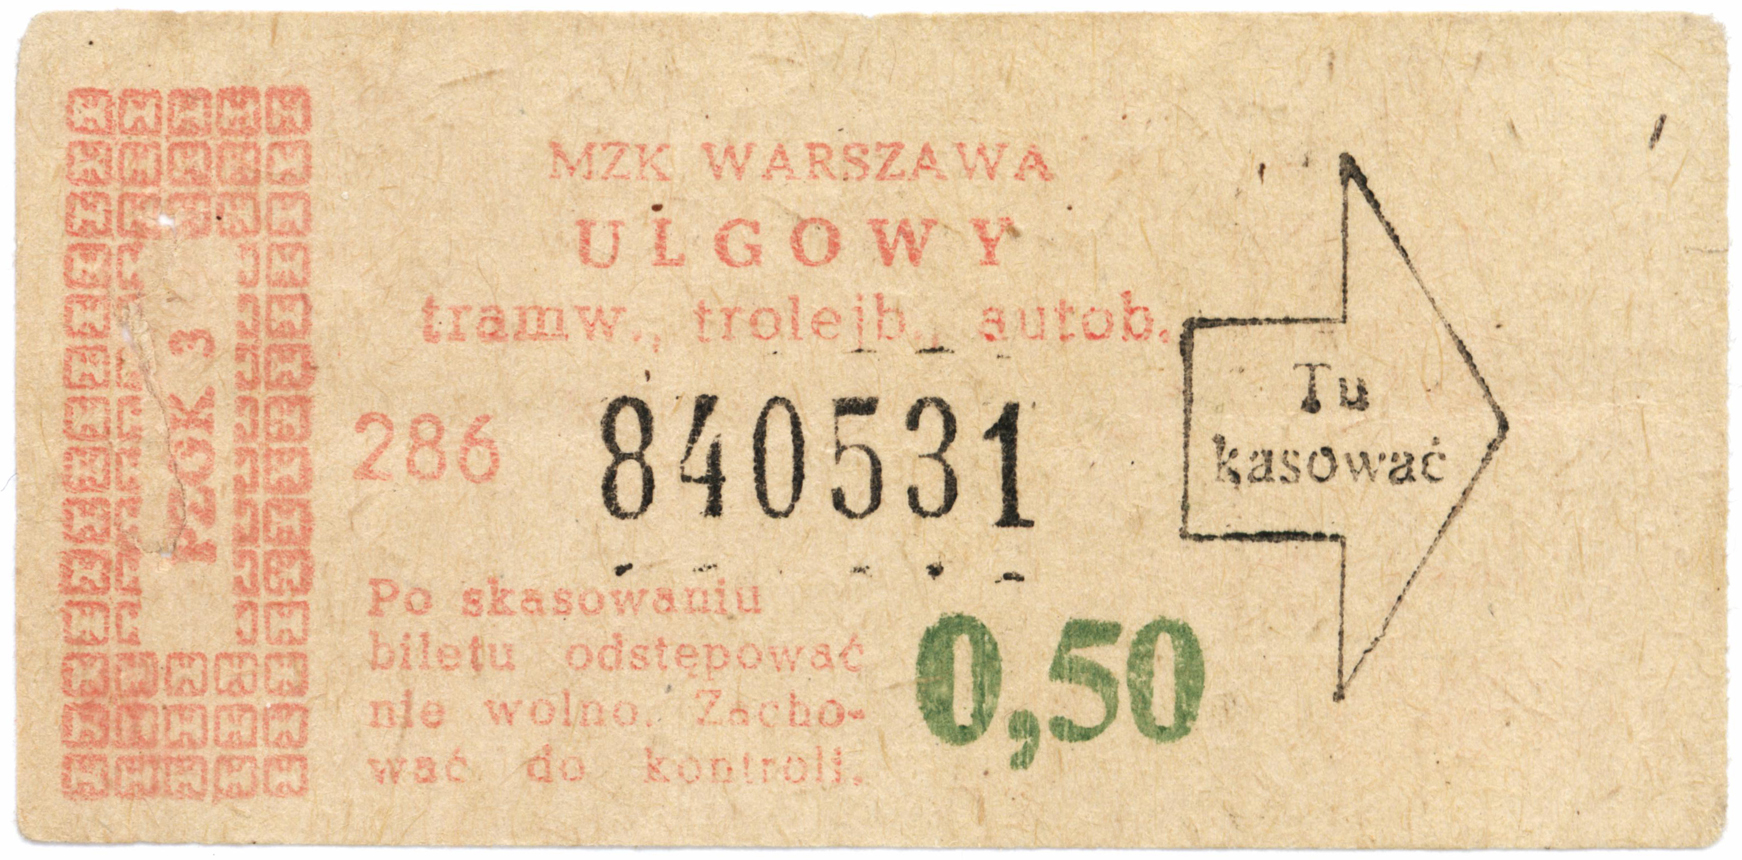 MZK WARSZAWA
ULGOWY
tramw., trolejb., autob.
PZGK 3
286 840531
Tu
kasować
Po skasowaniu
biletu odstępować
nie wolno. Zacho-
wać do kontroli.
0,50